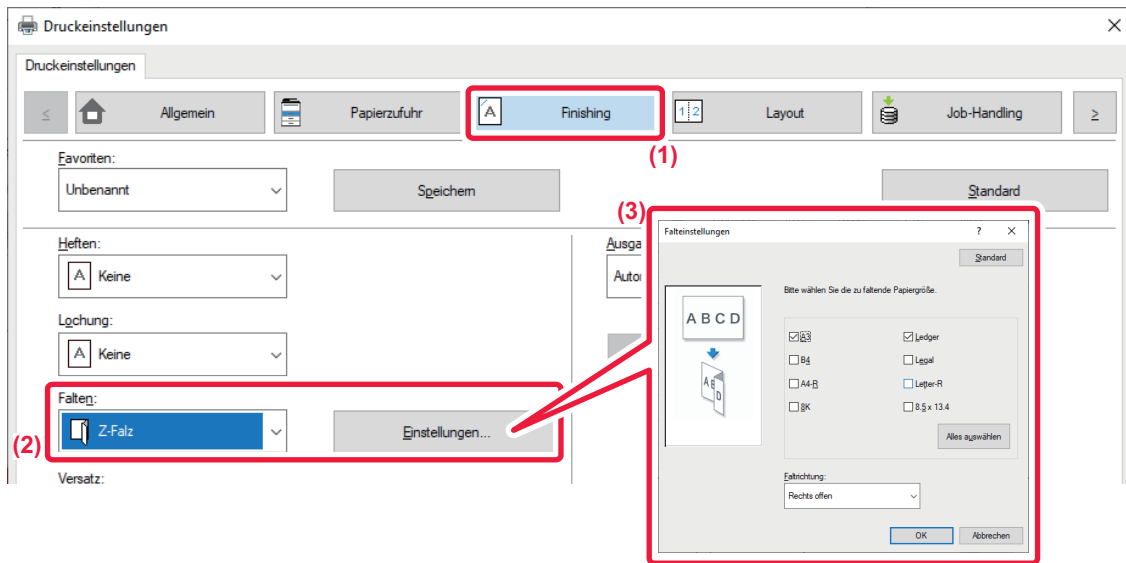 Druckeinstellungen
Druckeinstellungen
≤ Allgemein Papierzufuhr A Finishing 1 2 Layout Job-Handling ≥
(1)
Favoriten:
Unbenannt Speichern Standard
(3)
Heften:
A Keine
Lochung:
A Keine
Falten:
Z-Falz Einstellungen...
(2)
Versatz:
Ausga
Auto
Falteinstellungen ? ×
Standard
Bitte wählen Sie die zu faltende Papiergröße.
A B C D
A B D
A3 Ledger
B4 Legal
A4-R Letter-R
8K 8.5 x 13.4
Alles auswählen
Faltrichtung:
Rechts offen
OK Abbrechen